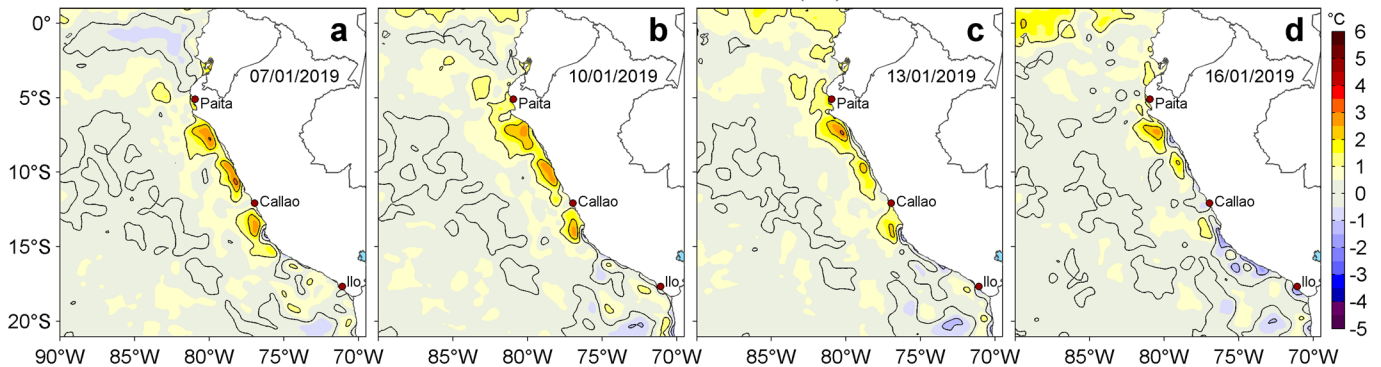 a
b
c
d
°C
07/01/2019
10/01/2019
13/01/2019
16/01/2019
0°
5°S
10°S
15°S
20°S
Paita
Callao
Ilo
Paita
Callao
Ilo
Paita
Callao
Ilo
Paita
Callao
Ilo
6
5
4
3
2
1
0
-1
-2
-3
-4
-5
90°W 85°W 80°W 75°W 70°W
85°W 80°W 75°W 70°W
85°W 80°W 75°W 70°W
85°W 80°W 75°W 70°W